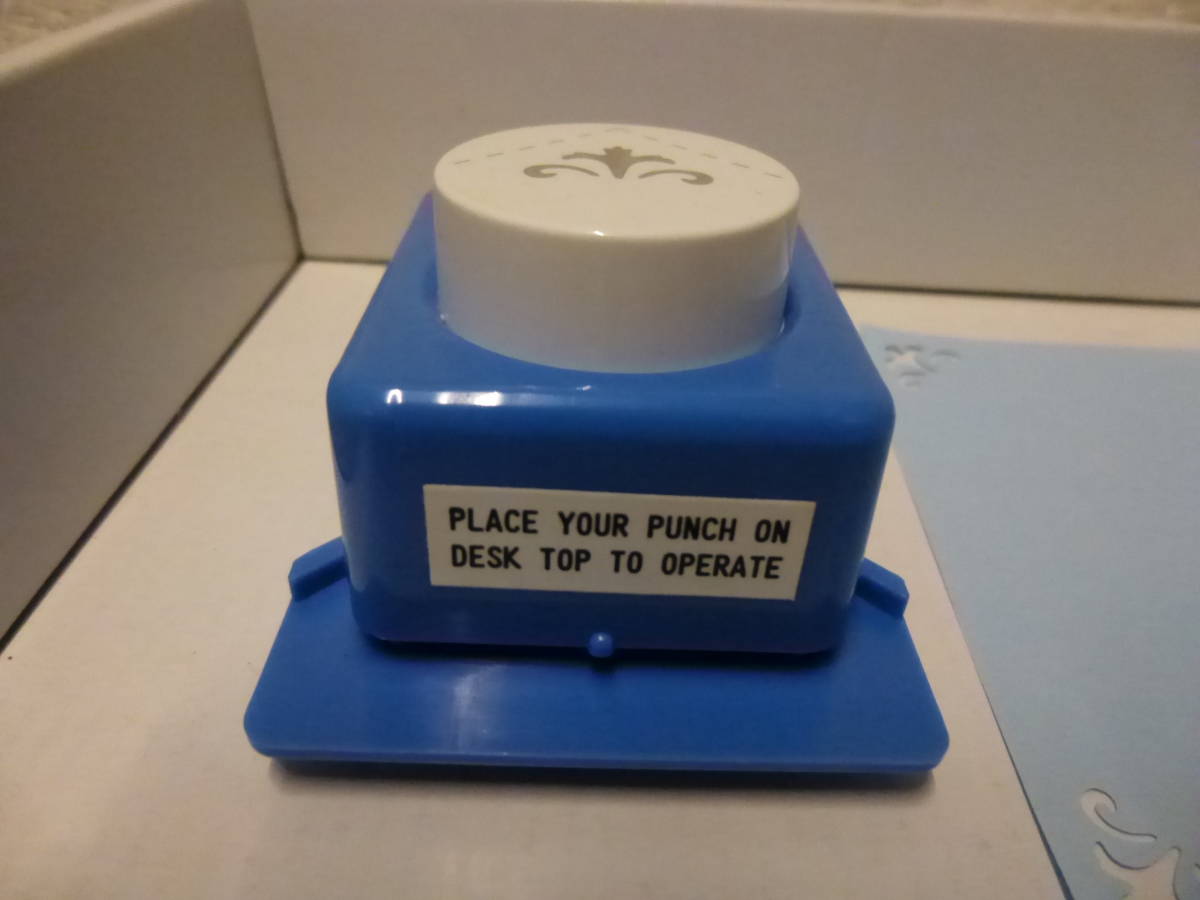 PLACE YOUR PUNCH ON
DESK TOP TO OPERATE